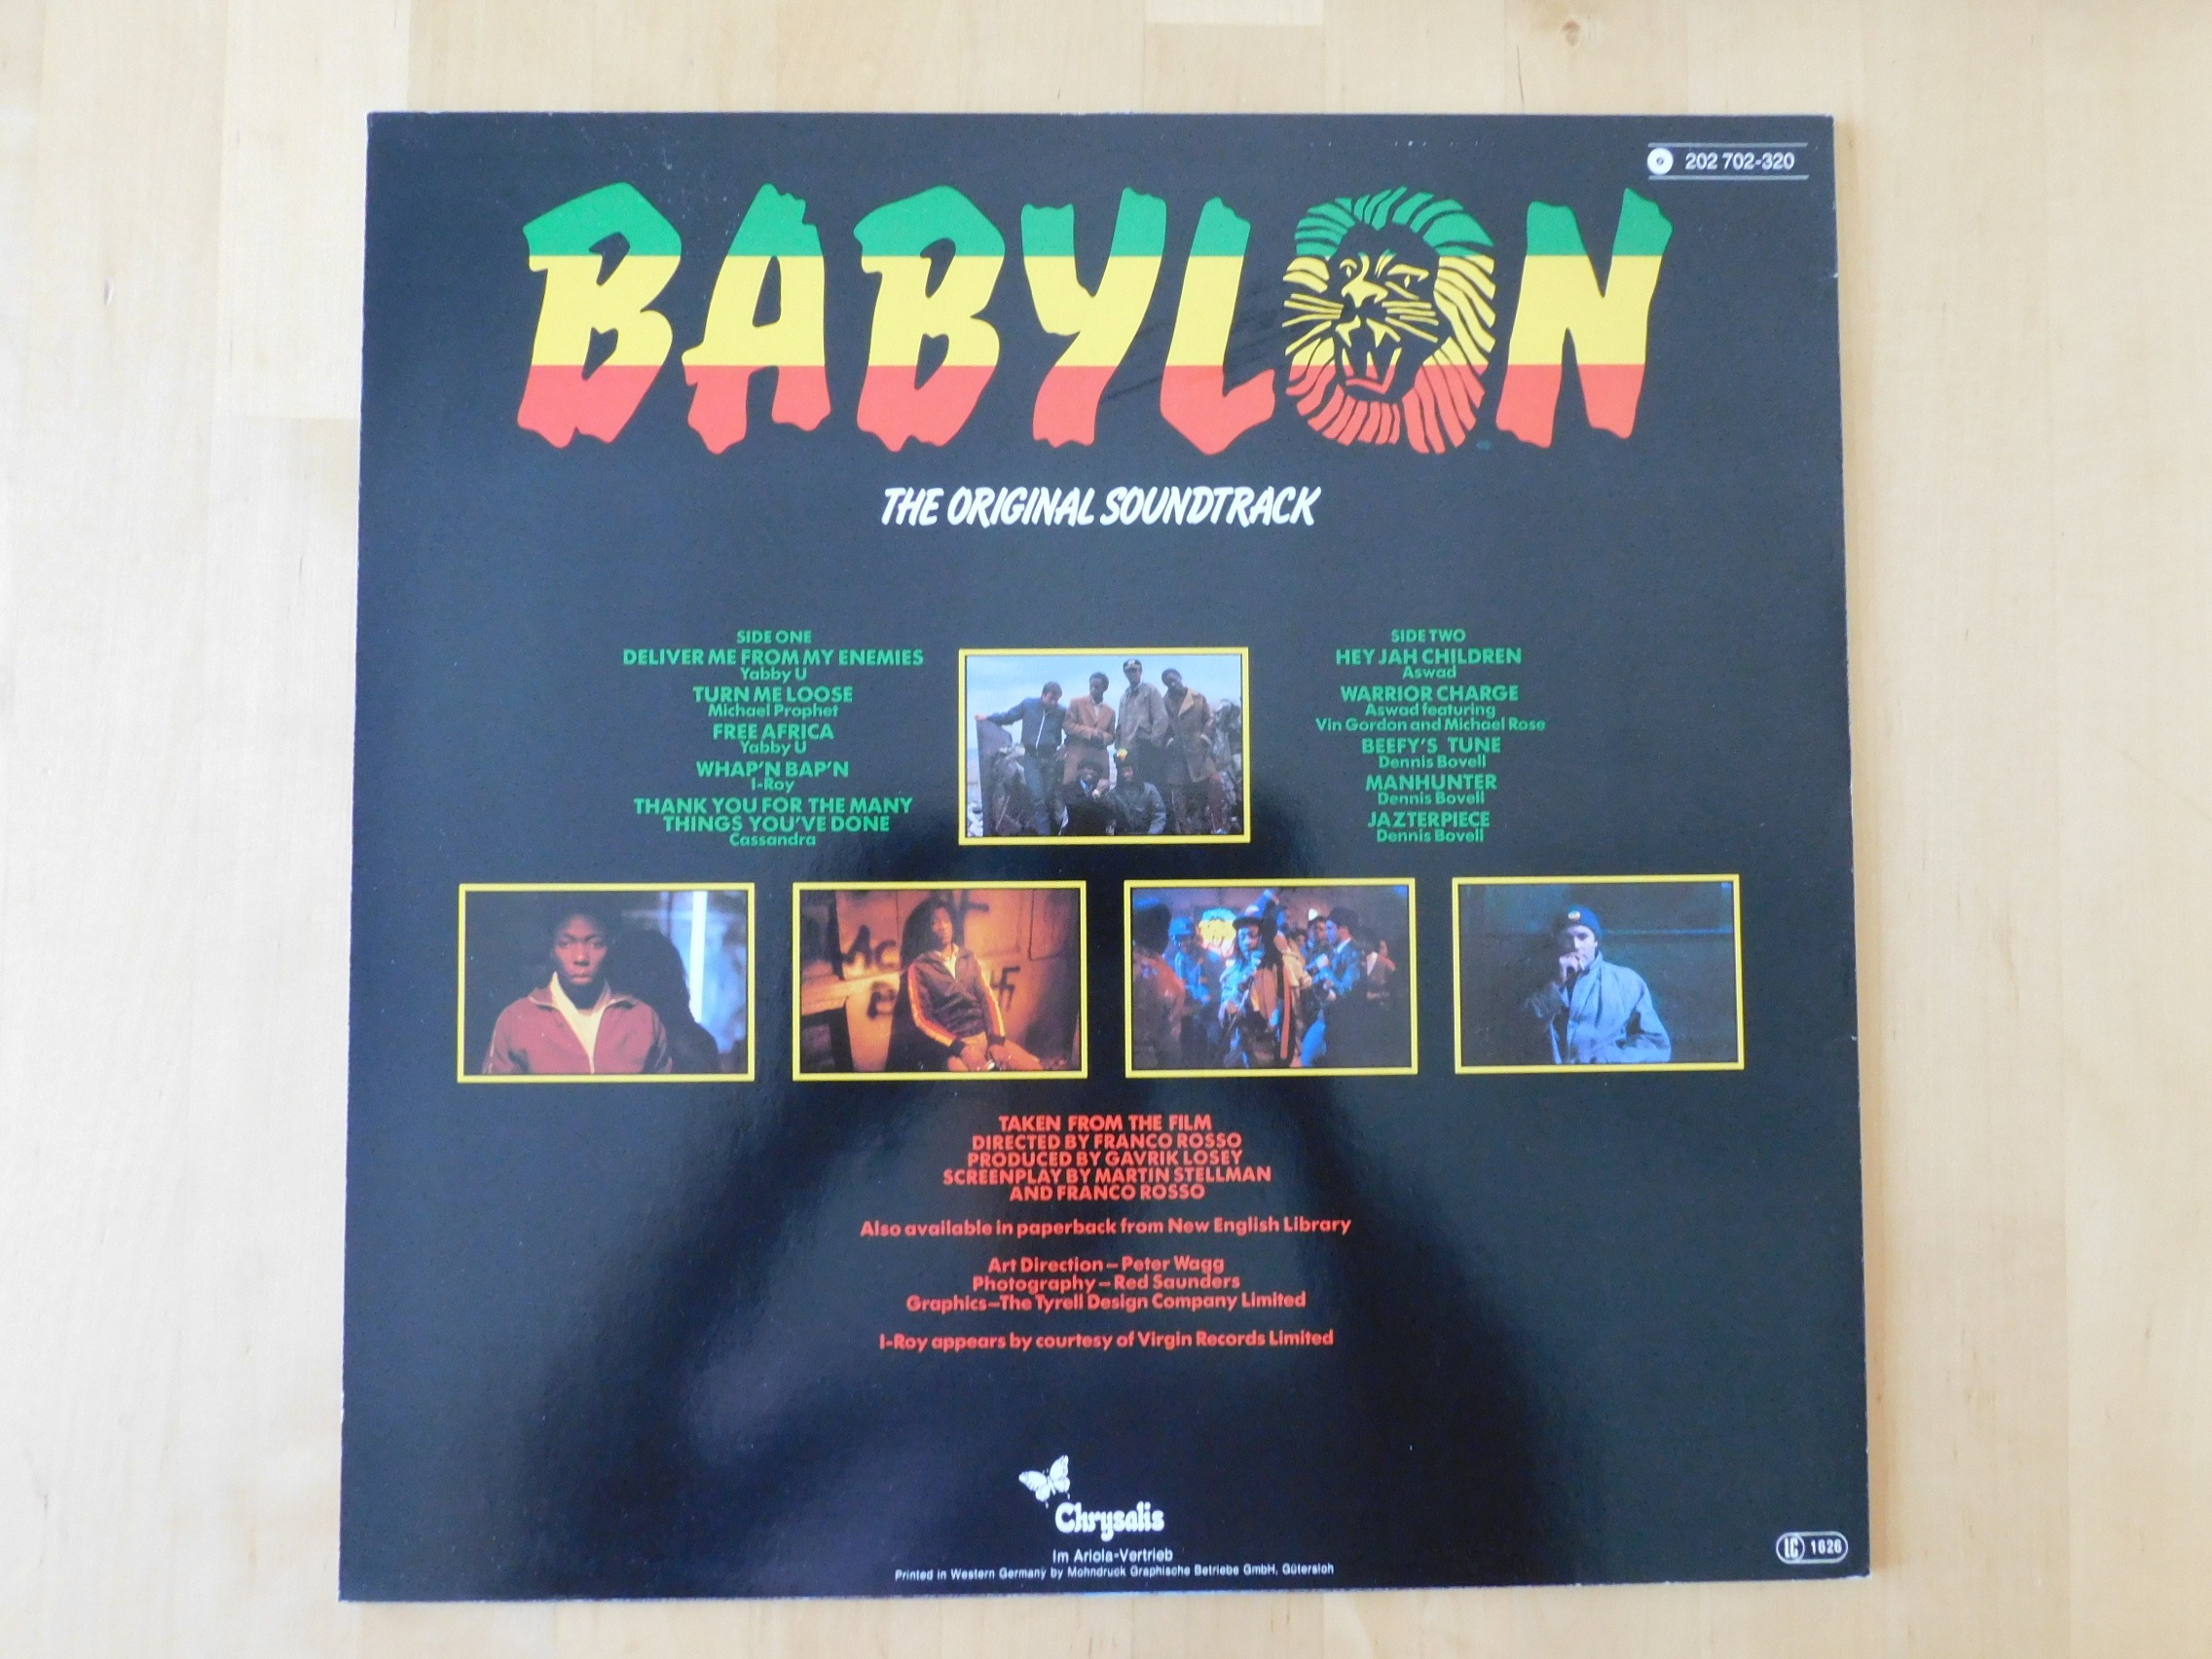 202 702-320
BABYLON
THE ORIGINAL SOUNDTRACK
SIDE ONE
DELIVER ME FROM MY ENEMIES
Yabby U
TURN ME LOOSE
Michael Prophet
FREE AFRICA
Yabby U
WHAP'N BAP'N
I-Roy
THANK YOU FOR THE MANY
THINGS YOU'VE DONE
Cassandra
SIDE TWO
HEY JAH CHILDREN
Aswad
WARRIOR CHARGE
Aswad featuring
Vin Gordon and Michael Rose
BEEFY'S TUNE
Dennis Bovell
MANHUNTER
Dennis Bovell
JAZTERPIECE
Dennis Bovell
TAKEN FROM THE FILM
DIRECTED BY FRANCO ROSSO
PRODUCED BY GAVRIK LOSEY
SCREENPLAY BY MARTIN STELLMAN
AND FRANCO ROSSO
Also available in paperback from New English Library
Art Direction – Peter Wagg
Photography – Red Saunders
Graphics–The Tyrell Design Company Limited
I-Roy appears by courtesy of Virgin Records Limited
Chrysalis
Im Ariola-Vertrieb
Printed in Western Germany by Mohndruck Graphische Betriebe GmbH, Gütersloh
LC 1626